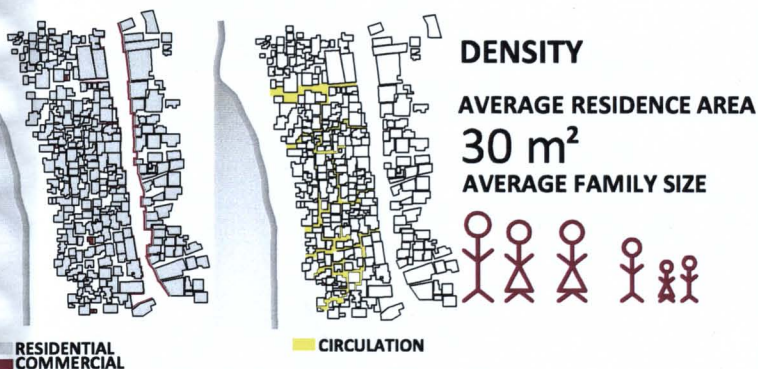 DENSITY
AVERAGE RESIDENCE AREA
30 m²
AVERAGE FAMILY SIZE
RESIDENTIAL
COMMERCIAL
CIRCULATION